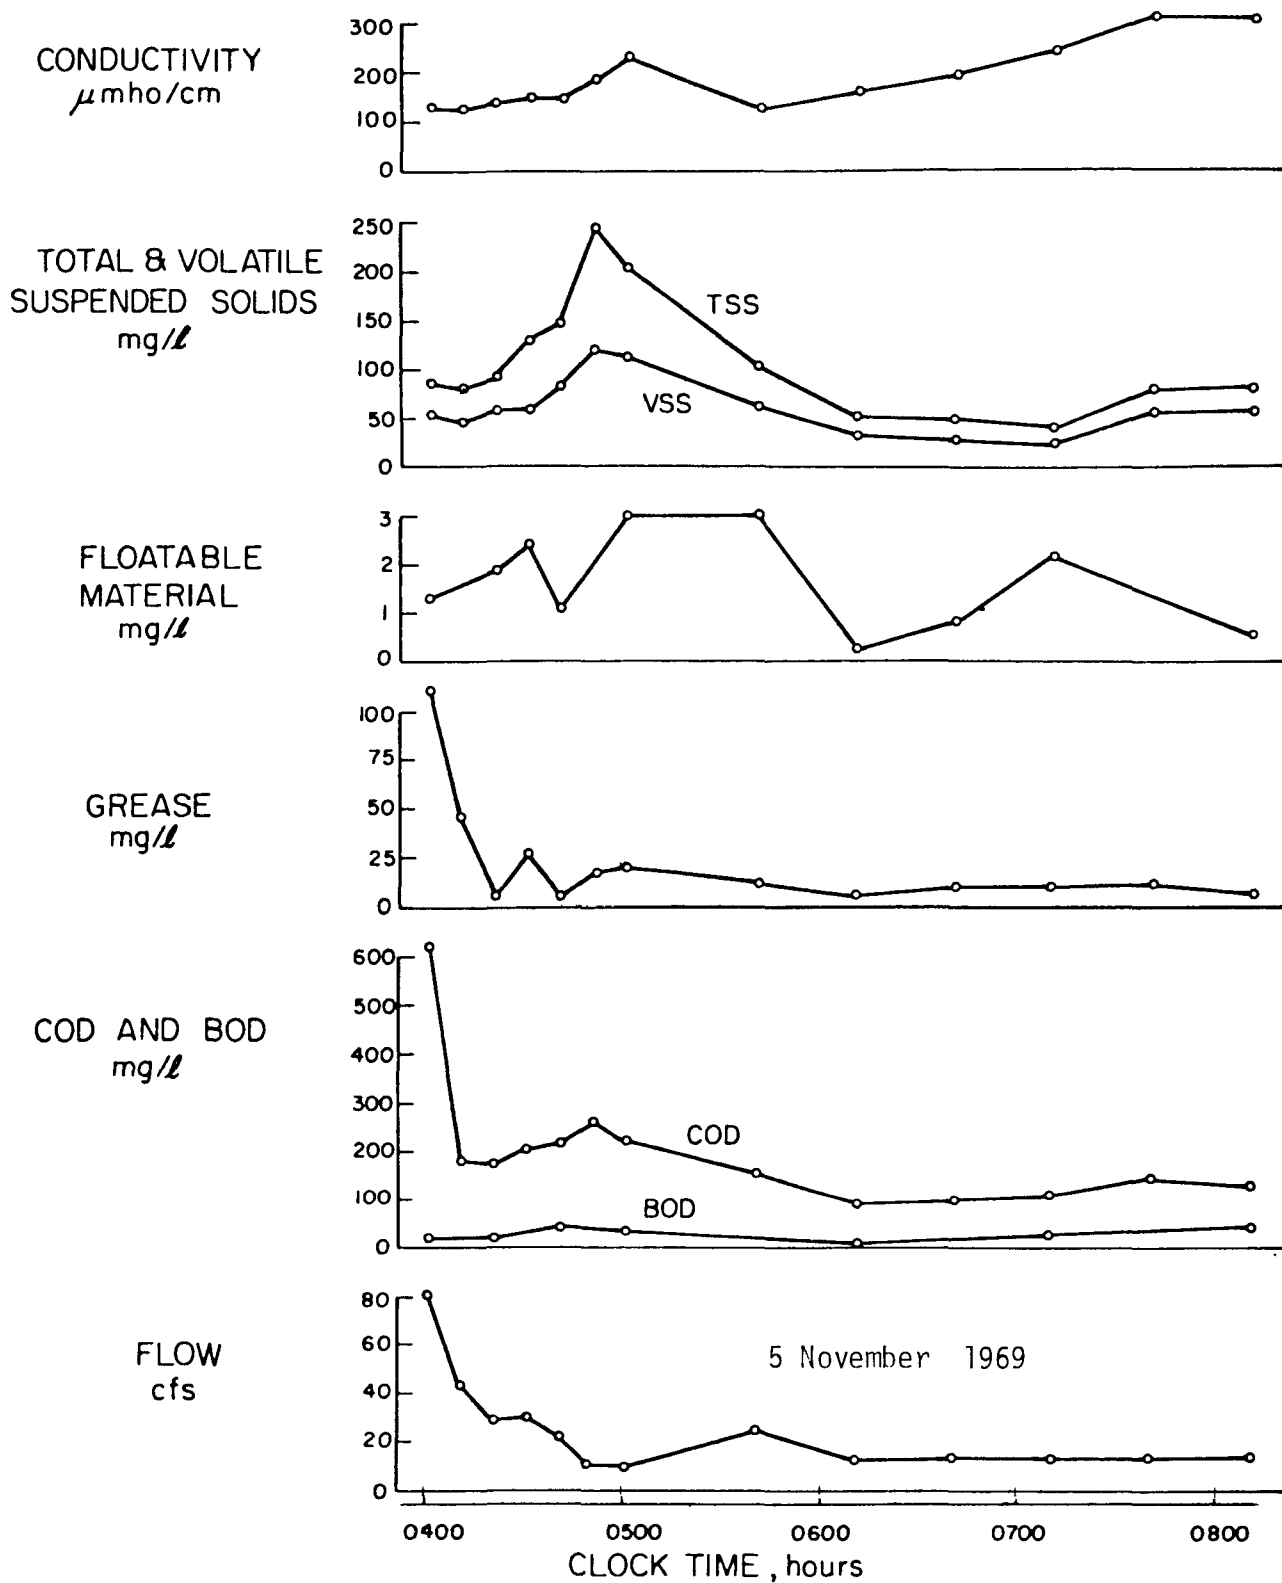 CONDUCTIVITY
µmho/cm
300
200
100
0
TOTAL & VOLATILE
SUSPENDED SOLIDS
mg/ℓ
250
200
150
100
50
0
TSS
VSS
FLOATABLE
MATERIAL
mg/ℓ
3
2
1
0
GREASE
mg/ℓ
100
75
50
25
0
COD AND BOD
mg/ℓ
600
500
400
300
200
100
0
COD
BOD
FLOW
cfs
80
60
40
20
0
5 November 1969
0400 0500 0600 0700 0800
CLOCK TIME, hours